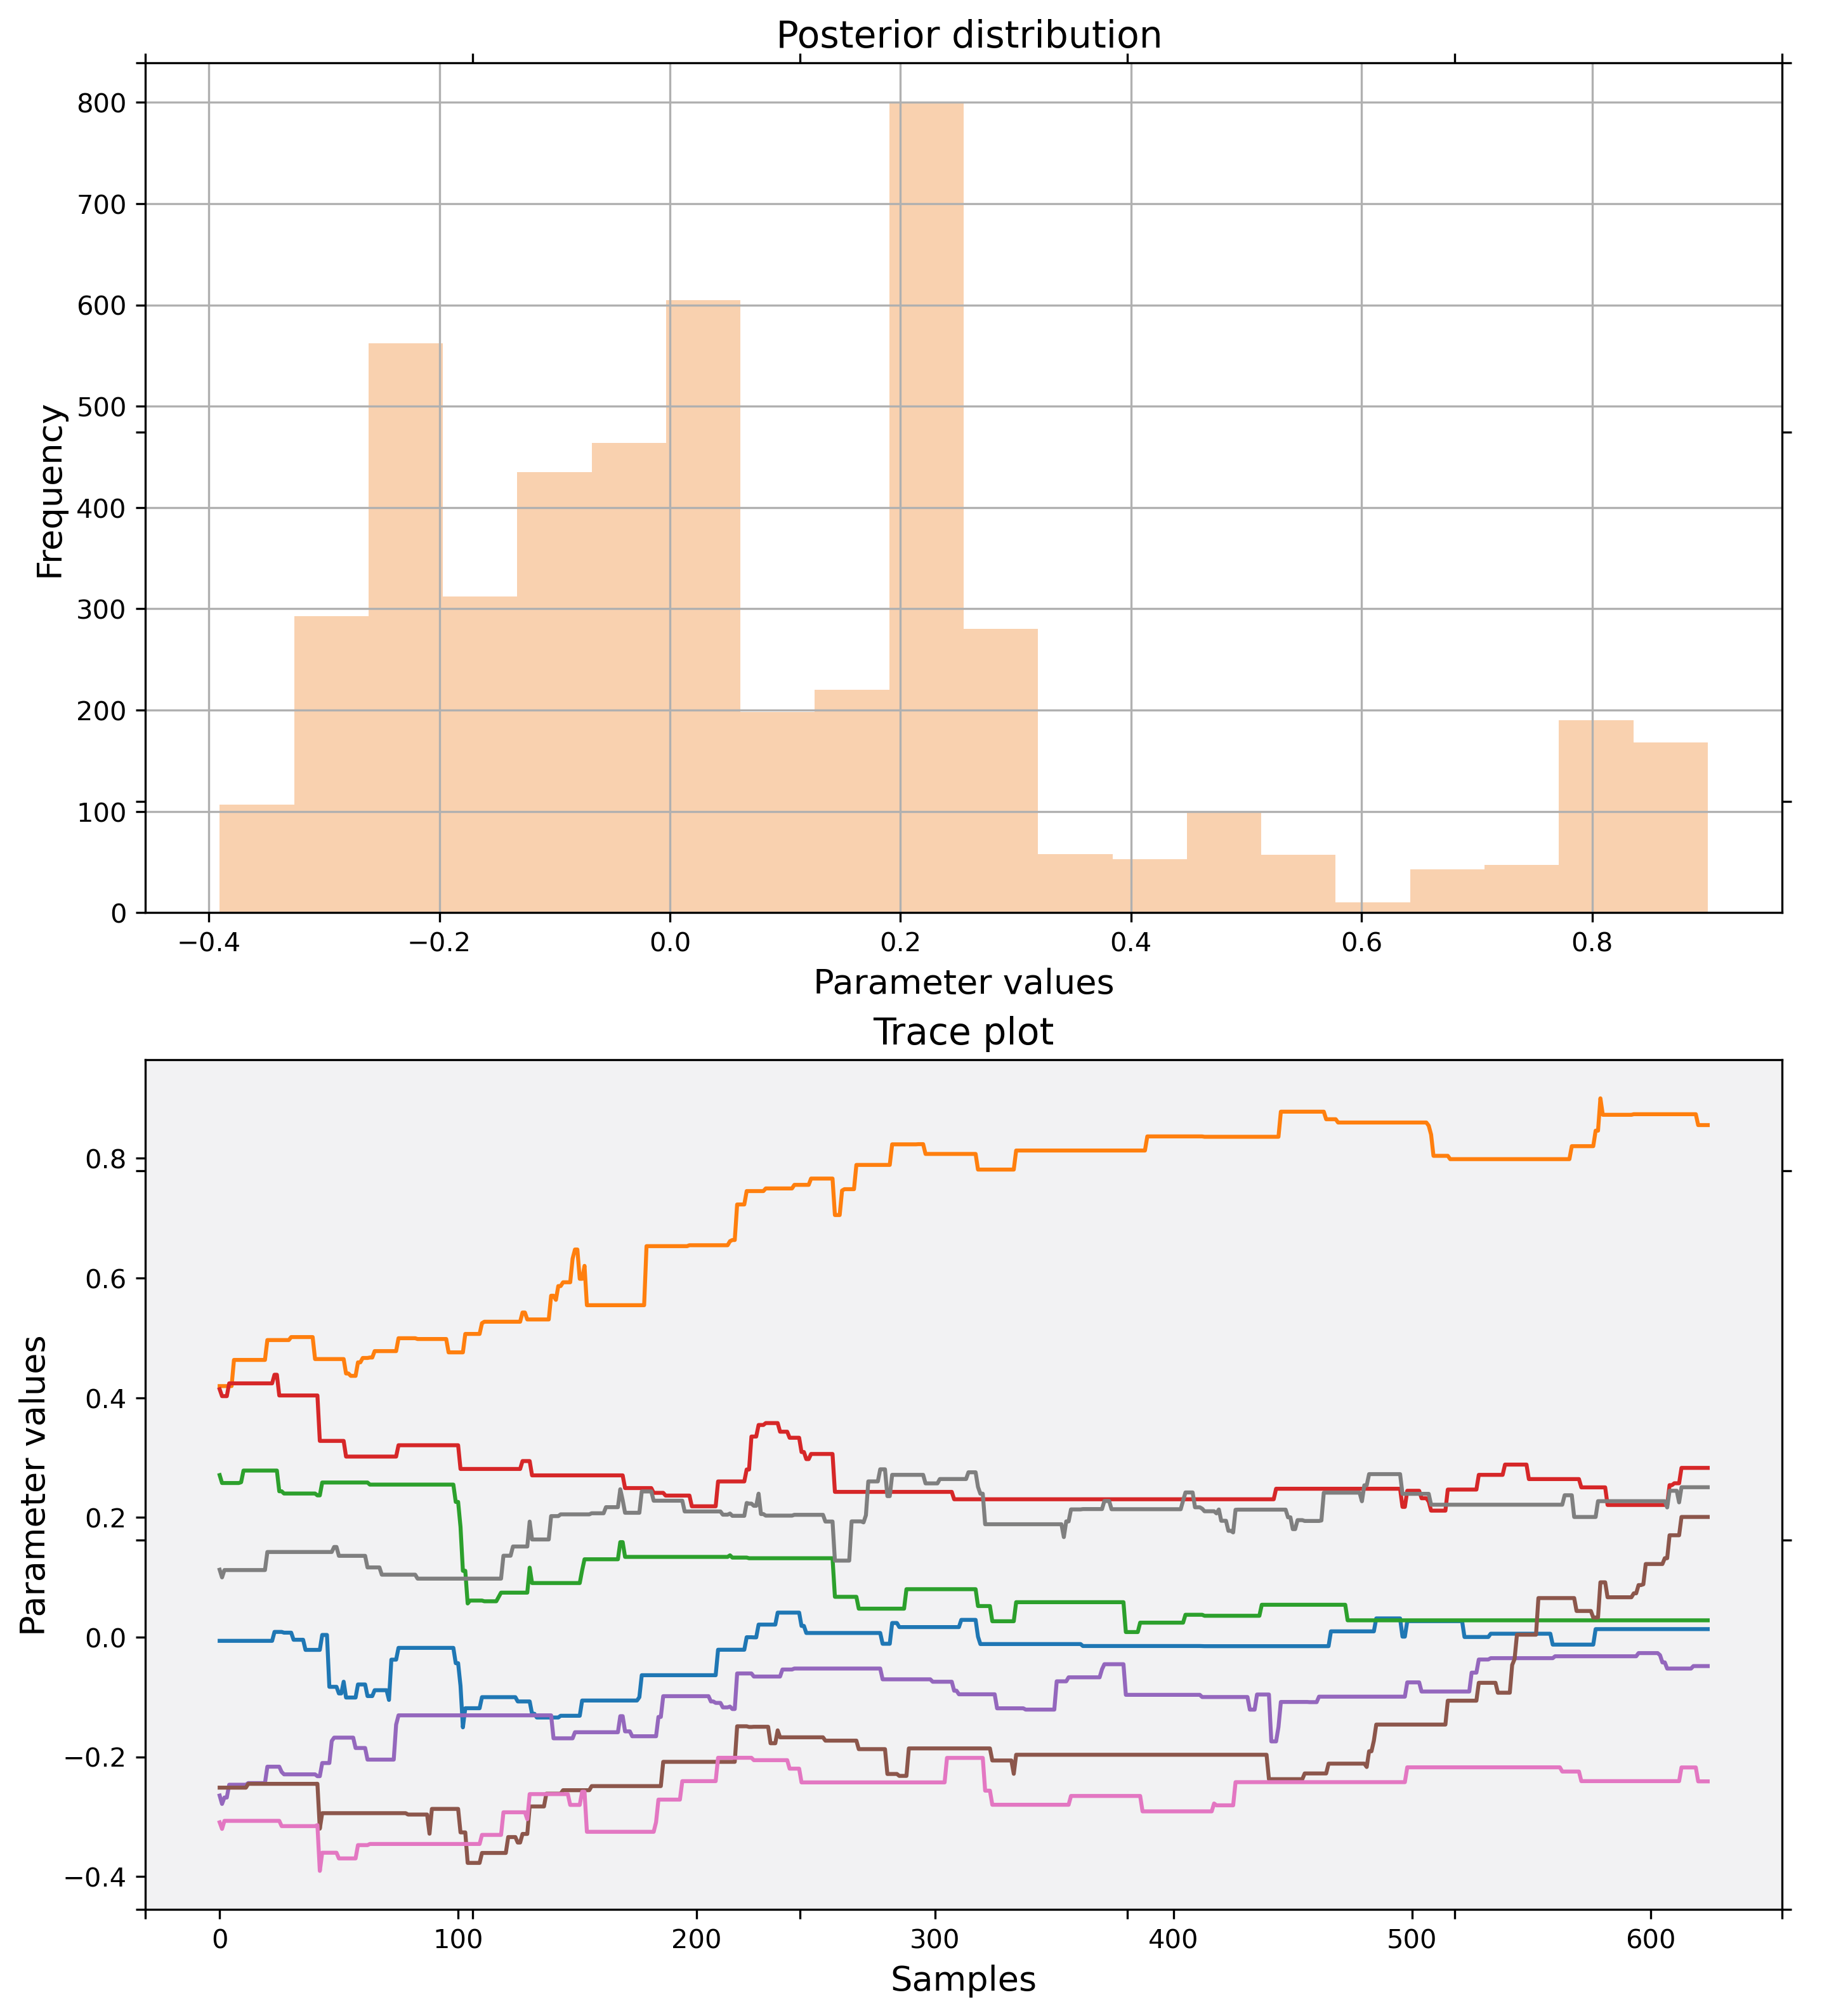 Posterior distribution
800
700
600
500
400
300
200
100
0
Frequency
−0.4 −0.2 0.0 0.2 0.4 0.6 0.8
Parameter values
Trace plot
0.8
0.6
0.4
0.2
0.0
−0.2
−0.4
Parameter values
0 100 200 300 400 500 600
Samples